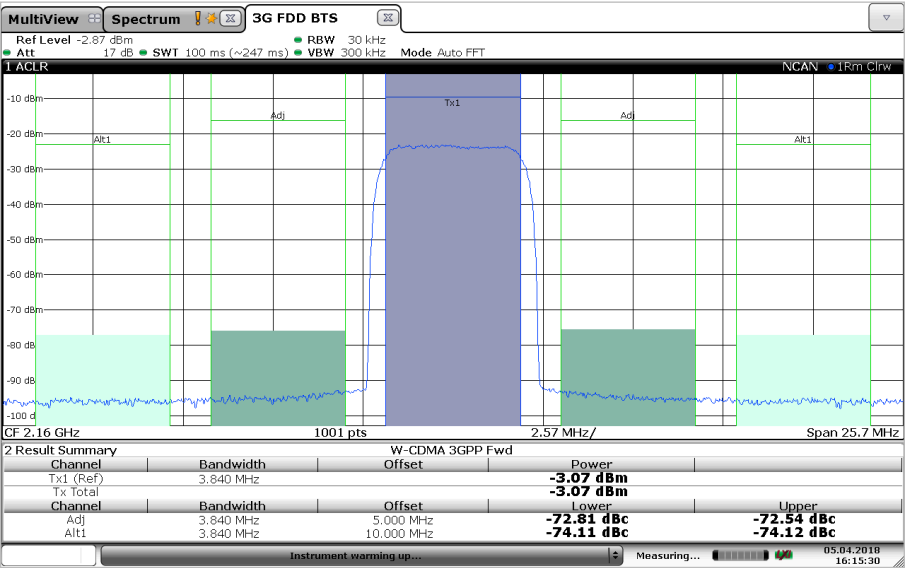 MultiView Spectrum 3G FDD BTS
Ref Level -2.87 dBm RBW 30 kHz
Att 17 dB SWT 100 ms (~247 ms) VBW 300 kHz Mode Auto FFT
1 ACLR NCAN 1Rm Clrw
-10 dBm
Tx1
Adj Adj
-20 dBm
Alt1 Alt1
-30 dBm
-40 dBm
-50 dBm
-60 dBm
-70 dBm
-80 dB
-90 dB
-100 d
CF 2.16 GHz 1001 pts 2.57 MHz/ Span 25.7 MHz
2 Result Summary W-CDMA 3GPP Fwd
Channel Bandwidth Offset Power
Tx1 (Ref) 3.840 MHz -3.07 dBm
Tx Total -3.07 dBm
Channel Bandwidth Offset Lower Upper
Adj 3.840 MHz 5.000 MHz -72.81 dBc -72.54 dBc
Alt1 3.840 MHz 10.000 MHz -74.11 dBc -74.12 dBc
Instrument warming up... Measuring... 05.04.2018
16:15:30